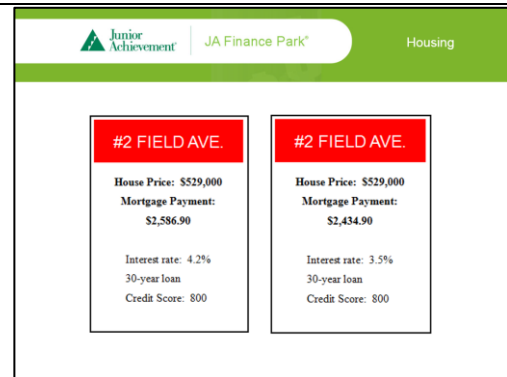 Junior
Achievement®
JA Finance Park®
Housing
#2 FIELD AVE.
House Price: $529,000
Mortgage Payment:
$2,586.90
Interest rate: 4.2%
30-year loan
Credit Score: 800
#2 FIELD AVE.
House Price: $529,000
Mortgage Payment:
$2,434.90
Interest rate: 3.5%
30-year loan
Credit Score: 800